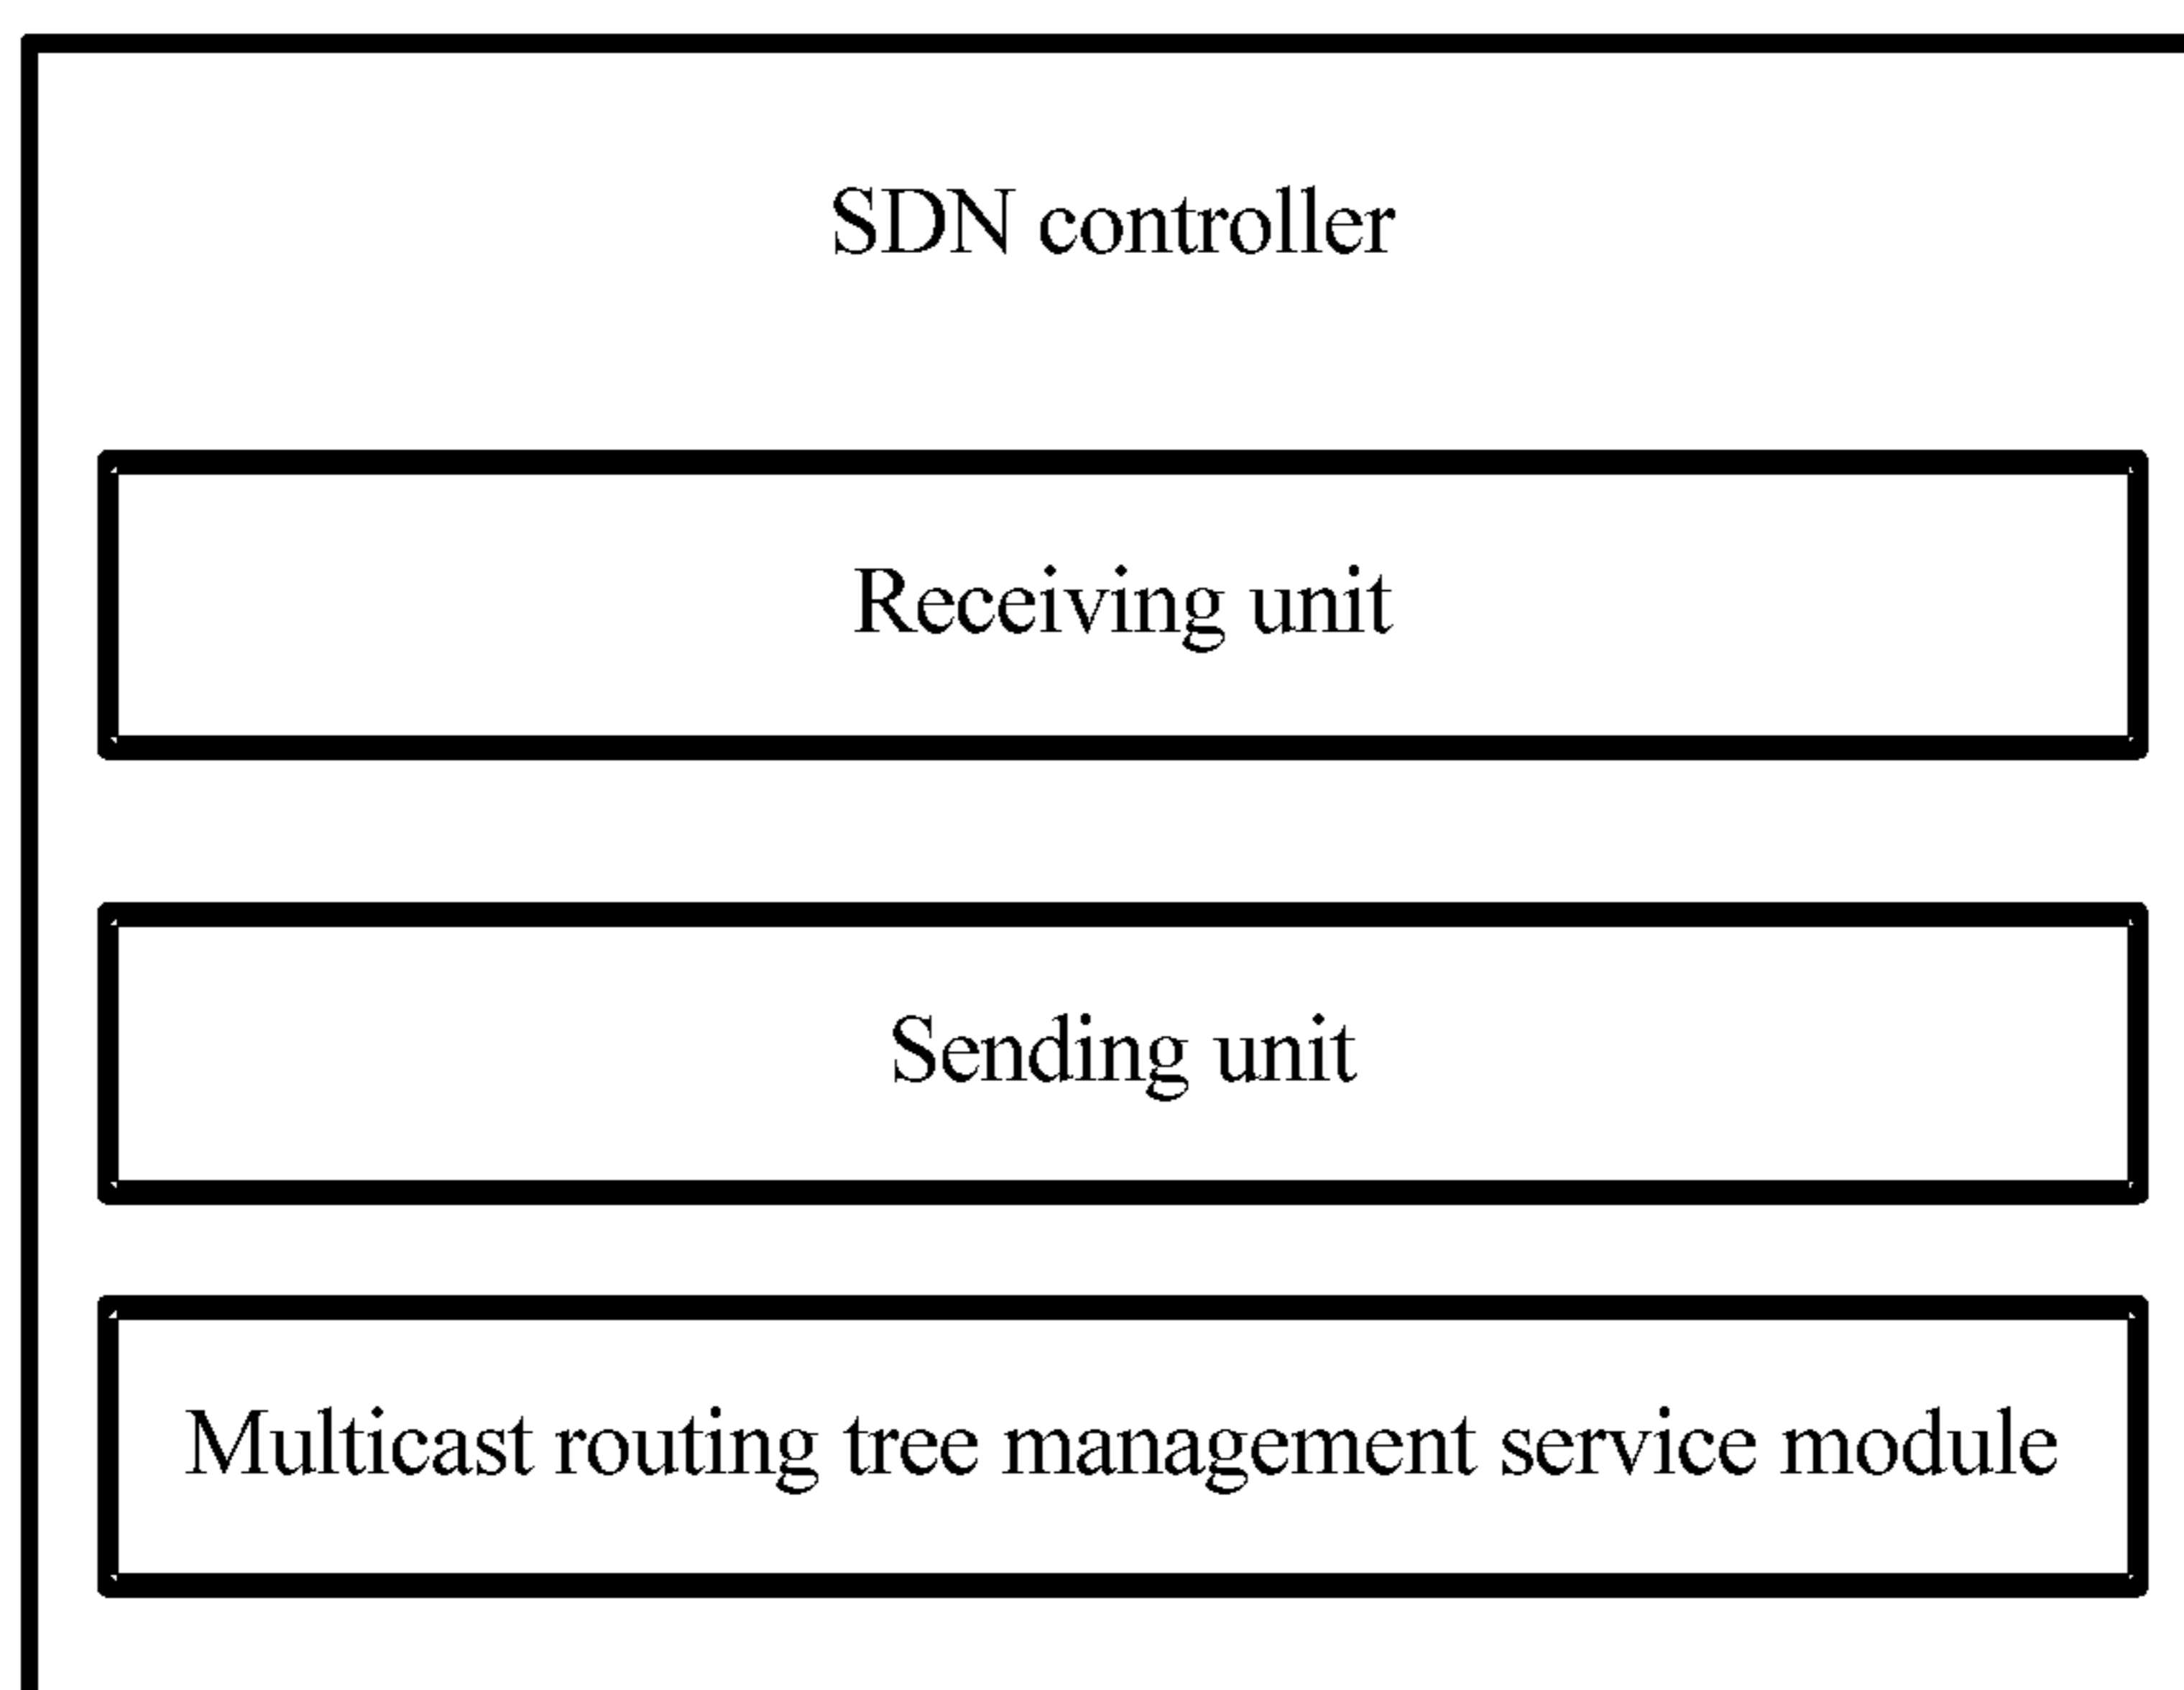 SDN controller
Receiving unit
Sending unit
Multicast routing tree management service module